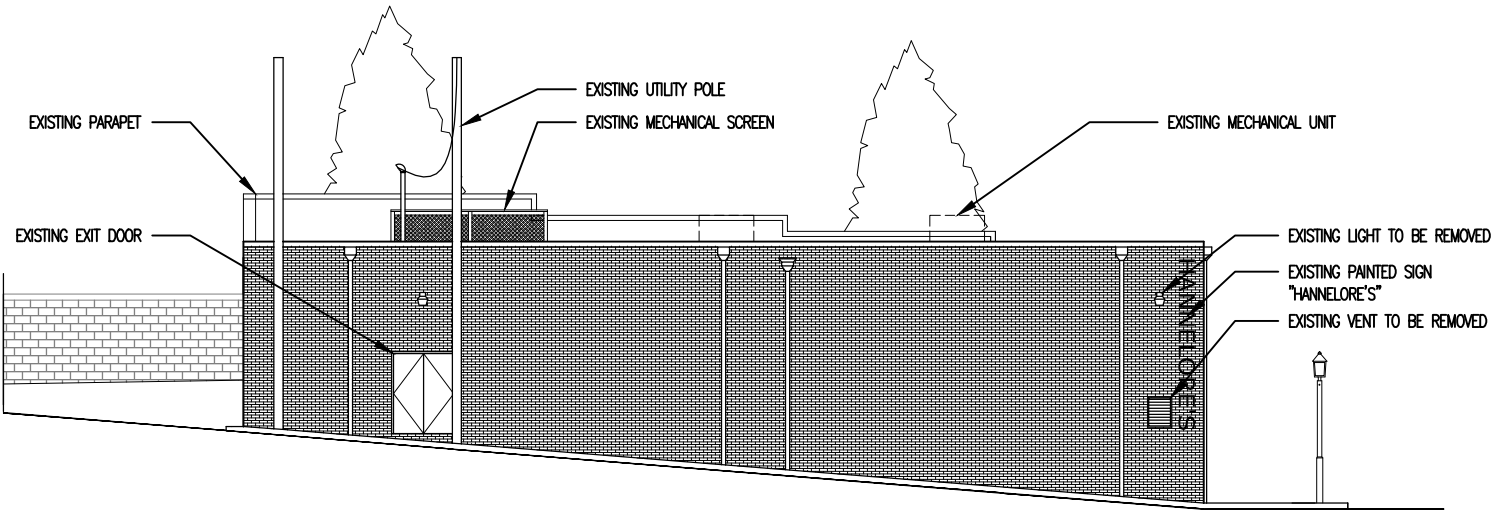 EXISTING UTILITY POLE
EXISTING PARAPET
EXISTING MECHANICAL SCREEN
EXISTING MECHANICAL UNIT
EXISTING EXIT DOOR
EXISTING LIGHT TO BE REMOVED
EXISTING PAINTED SIGN
"HANNELORE'S"
EXISTING VENT TO BE REMOVED
HANNELORE'S